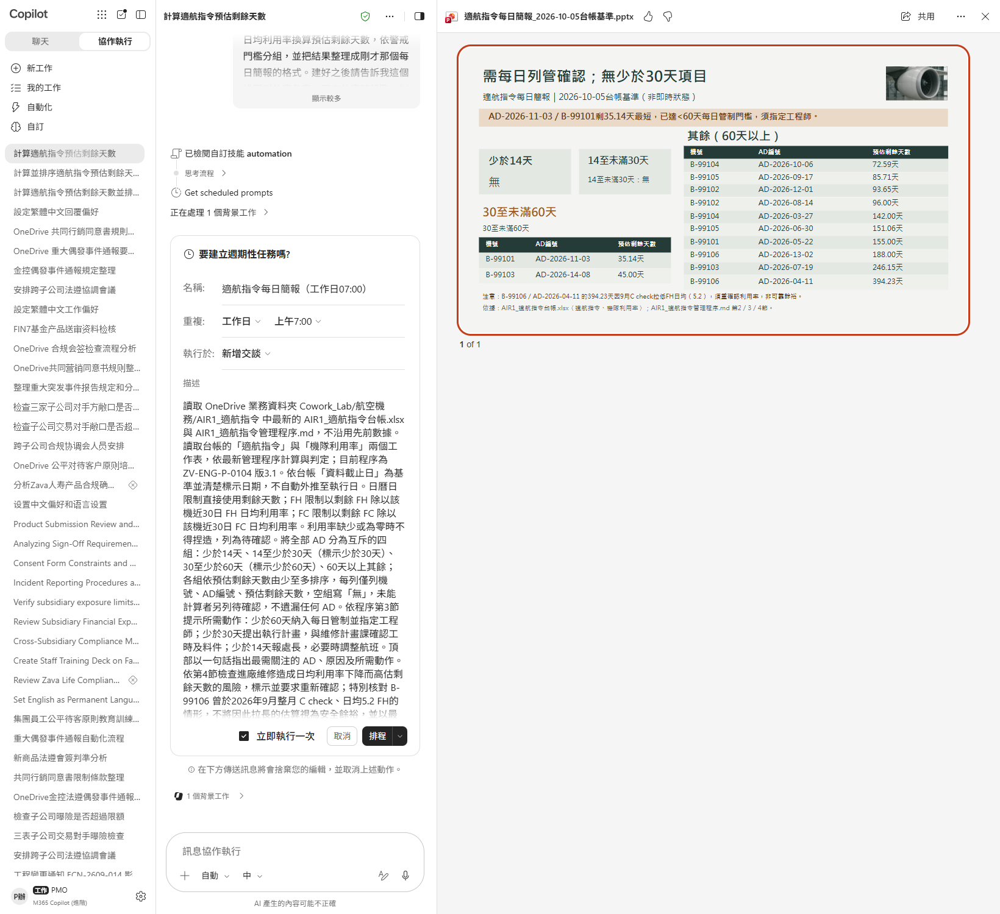 Copilot
聊天
協作執行
新工作
我的工作
自動化
自訂
計算適航指令預估剩餘天數
計算並排序適航指令預估剩餘天...
計算適航指令預估剩餘天數並排...
設定繁體中文回覆偏好
OneDrive 共同行銷同意書規則...
OneDrive 重大偶發事件通報要...
金控偶發事件通報規定整理
安排跨子公司法遵協調會議
設定繁體中文工作偏好
FIN7基金产品送审资料检核
OneDrive 合规会签检查流程分析
OneDrive共同营销同意书规则整...
整理重大突发事件报告规定和分...
检查三家子公司对手方敞口是否...
检查子公司交易对手敞口是否超...
跨子公司合规协调会人员安排
OneDrive 公平对待客户原则培...
分析Zava人寿产品合规确...
设置中文偏好和语言设置
Product Submission Review and...
Analyzing Sign-Off Requiremen...
Consent Form Constraints and ...
Incident Reporting Procedures a...
Verify subsidiary exposure limits...
Review Subsidiary Financial Exp...
Cross-Subsidiary Compliance M...
Create Staff Training Deck on Fa...
Review Zava Life Complian...
Set English as Permanent Langu...
集團員工公平待客原則教育訓練...
重大偶發事件通報自動化流程
新商品法遵會簽判準分析
共同行銷同意書限制條款整理
OneDrive金控法遵偶發事件通報...
檢查子公司曝險是否超過限額
三表子公司交易對手曝險檢查
安排跨子公司法遵協調會議
工程變更通知 ECN-2609-014 影
P辦
工作 PMO
M365 Copilot (進階)
計算適航指令預估剩餘天數
日均利用率換算預估剩餘天數，依警戒
門檻分組，並把結果整理成剛才那個每
日簡報的格式。建好之後請告訴我這個
顯示較多
已檢閱自訂技能 automation
思考流程
Get scheduled prompts
正在處理 1 個背景工作
要建立週期性任務嗎?
名稱: 適航指令每日簡報（工作日07:00）
重複: 工作日 上午7:00
執行於: 新增交談
描述
讀取 OneDrive 業務資料夾 Cowork_Lab/航空機
務/AIR1_適航指令 中最新的 AIR1_適航指令台帳.xlsx
與 AIR1_適航指令管理程序.md，不沿用先前數據。
讀取台帳的「適航指令」與「機隊利用率」兩個工
作表，依最新管理程序計算與判定；目前程序為
ZV-ENG-P-0104 版3.1。依台帳「資料截止日」為基
準並清楚標示日期，不自動外推至執行日。日曆日
限制直接使用剩餘天數；FH 限制以剩餘 FH 除以該
機近30日 FH 日均利用率；FC 限制以剩餘 FC 除以
該機近30日 FC 日均利用率。利用率缺少或為零時不
得捏造，列為待確認。將全部 AD 分為互斥的四
組：少於14天、14至少於30天（標示少於30天）、
30至少於60天（標示少於60天）、60天以上其餘；
各組依預估剩餘天數由少至多排序，每列僅列機
號、AD編號、預估剩餘天數，空組寫「無」，未能
計算者另列待確認，不遺漏任何 AD。依程序第3節
提示所需動作：少於60天納入每日管制並指定工程
師；少於30天提出執行計畫，與維修計畫課確認工
時及料件；少於14天報處長，必要時調整航班。頂
部以一句話指出最需關注的 AD、原因及所需動作。
依第4節檢查進廠維修造成日均利用率下降而高估剩
餘天數的風險，標示並要求重新確認；特別核對 B-
99106 曾於2026年9月整月 C check、日均5.2 FH的
情形，不將因此拉長的估算視為安全餘裕，並以最
立即執行一次 取消 排程
在下方傳送訊息將會捨棄您的編輯，並取消上述動作。
1 個背景工作
訊息協作執行
自動 中
AI 產生的內容可能不正確
適航指令每日簡報_2026-10-05台帳基準.pptx
共用
需每日列管確認；無少於30天項目
適航指令每日簡報 | 2026-10-05台帳基準（非即時狀態）
AD-2026-11-03 / B-99101剩35.14天最短，已達<60天每日管制門檻，須指定工程師。
少於14天
無
14至未滿30天
14至未滿30天：無
30至未滿60天
30至未滿60天
機號 AD編號 預估剩餘天數
B-99101 AD-2026-11-03 35.14天
B-99103 AD-2026-14-08 45.00天
其餘（60天以上）
機號 AD編號 預估剩餘天數
B-99104 AD-2026-10-06 72.59天
B-99105 AD-2026-09-17 85.71天
B-99102 AD-2026-12-01 93.65天
B-99102 AD-2026-08-14 96.00天
B-99104 AD-2026-03-27 142.00天
B-99105 AD-2026-06-30 151.06天
B-99101 AD-2026-05-22 155.00天
B-99106 AD-2026-13-02 188.00天
B-99103 AD-2026-07-19 246.15天
B-99106 AD-2026-04-11 394.23天
注意：B-99106 / AD-2026-04-11 的394.23天因9月C check拉低FH日均（5.2），須重確認利用率，非可靠餘裕。
依據：AIR1_適航指令台帳.xlsx（適航指令、機隊利用率）；AIR1_適航指令管理程序.md 第2 / 3 / 4節。
1 of 1